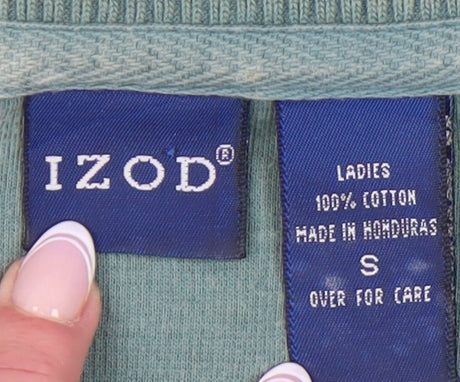 IZOD®
LADIES
100% COTTON
MADE IN HONDURAS
S
OVER FOR CARE